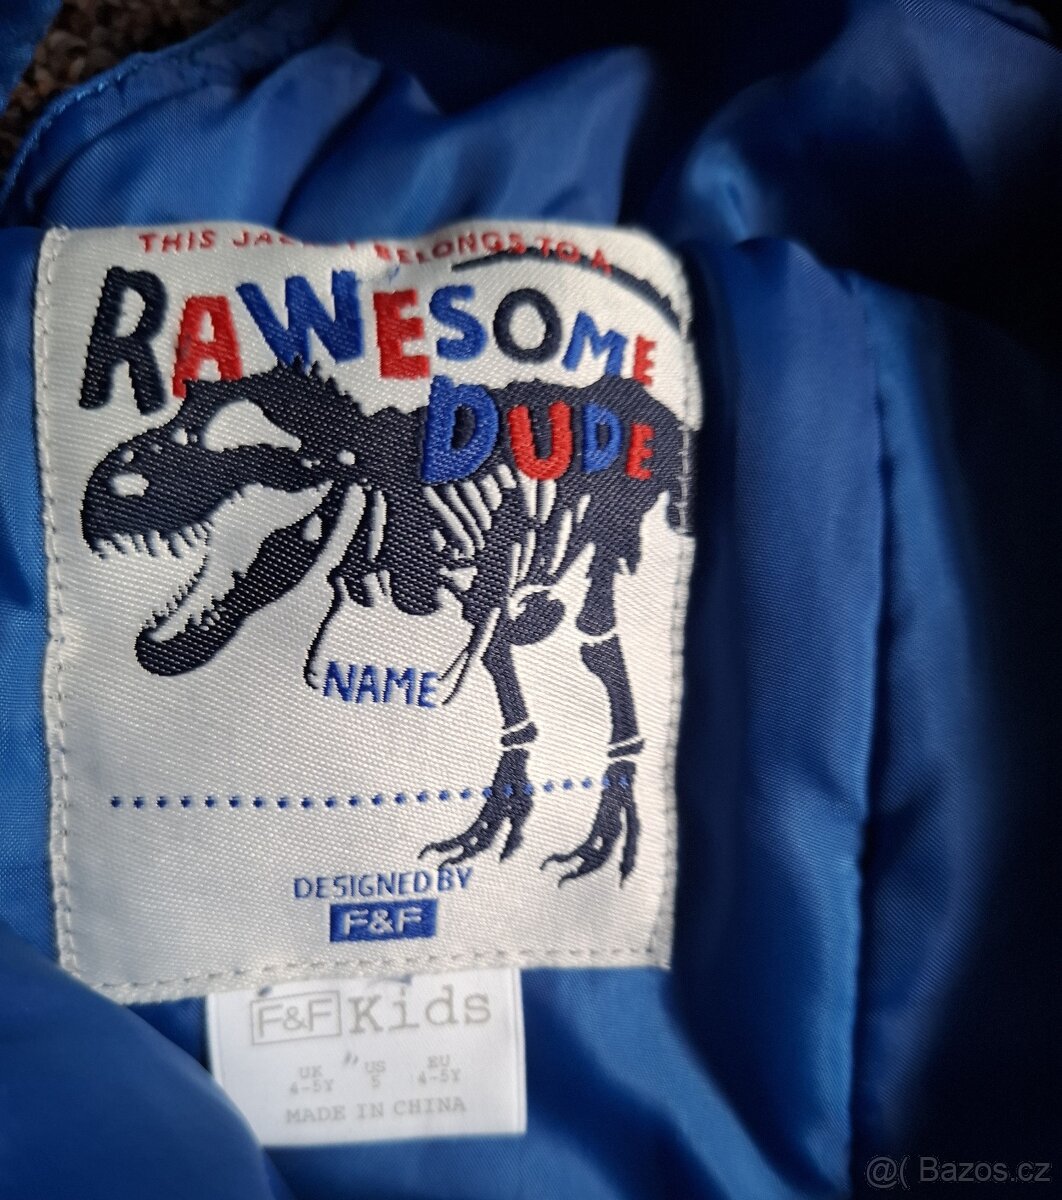 THIS JACKET BELONGS TO A
RAWESOME
DUDE
NAME
DESIGNED BY
F&F
F&F Kids
UK US EU
4-5Y 5 4-5Y
MADE IN CHINA
@( Bazos.cz